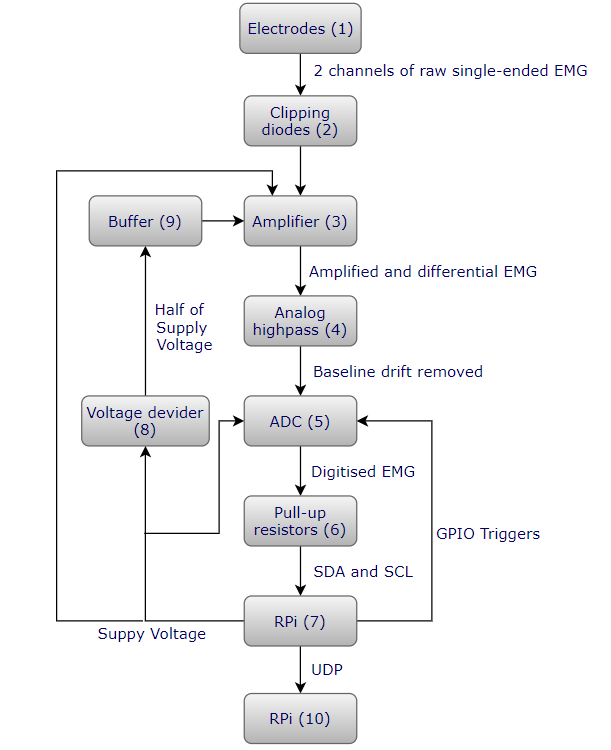 Electrodes (1)
2 channels of raw single-ended EMG
Clipping
diodes (2)
Buffer (9)
Amplifier (3)
Amplified and differential EMG
Half of
Supply
Voltage
Analog
highpass (4)
Baseline drift removed
Voltage devider
(8)
ADC (5)
Digitised EMG
Pull-up
resistors (6)
GPIO Triggers
SDA and SCL
RPi (7)
Suppy Voltage
UDP
RPi (10)